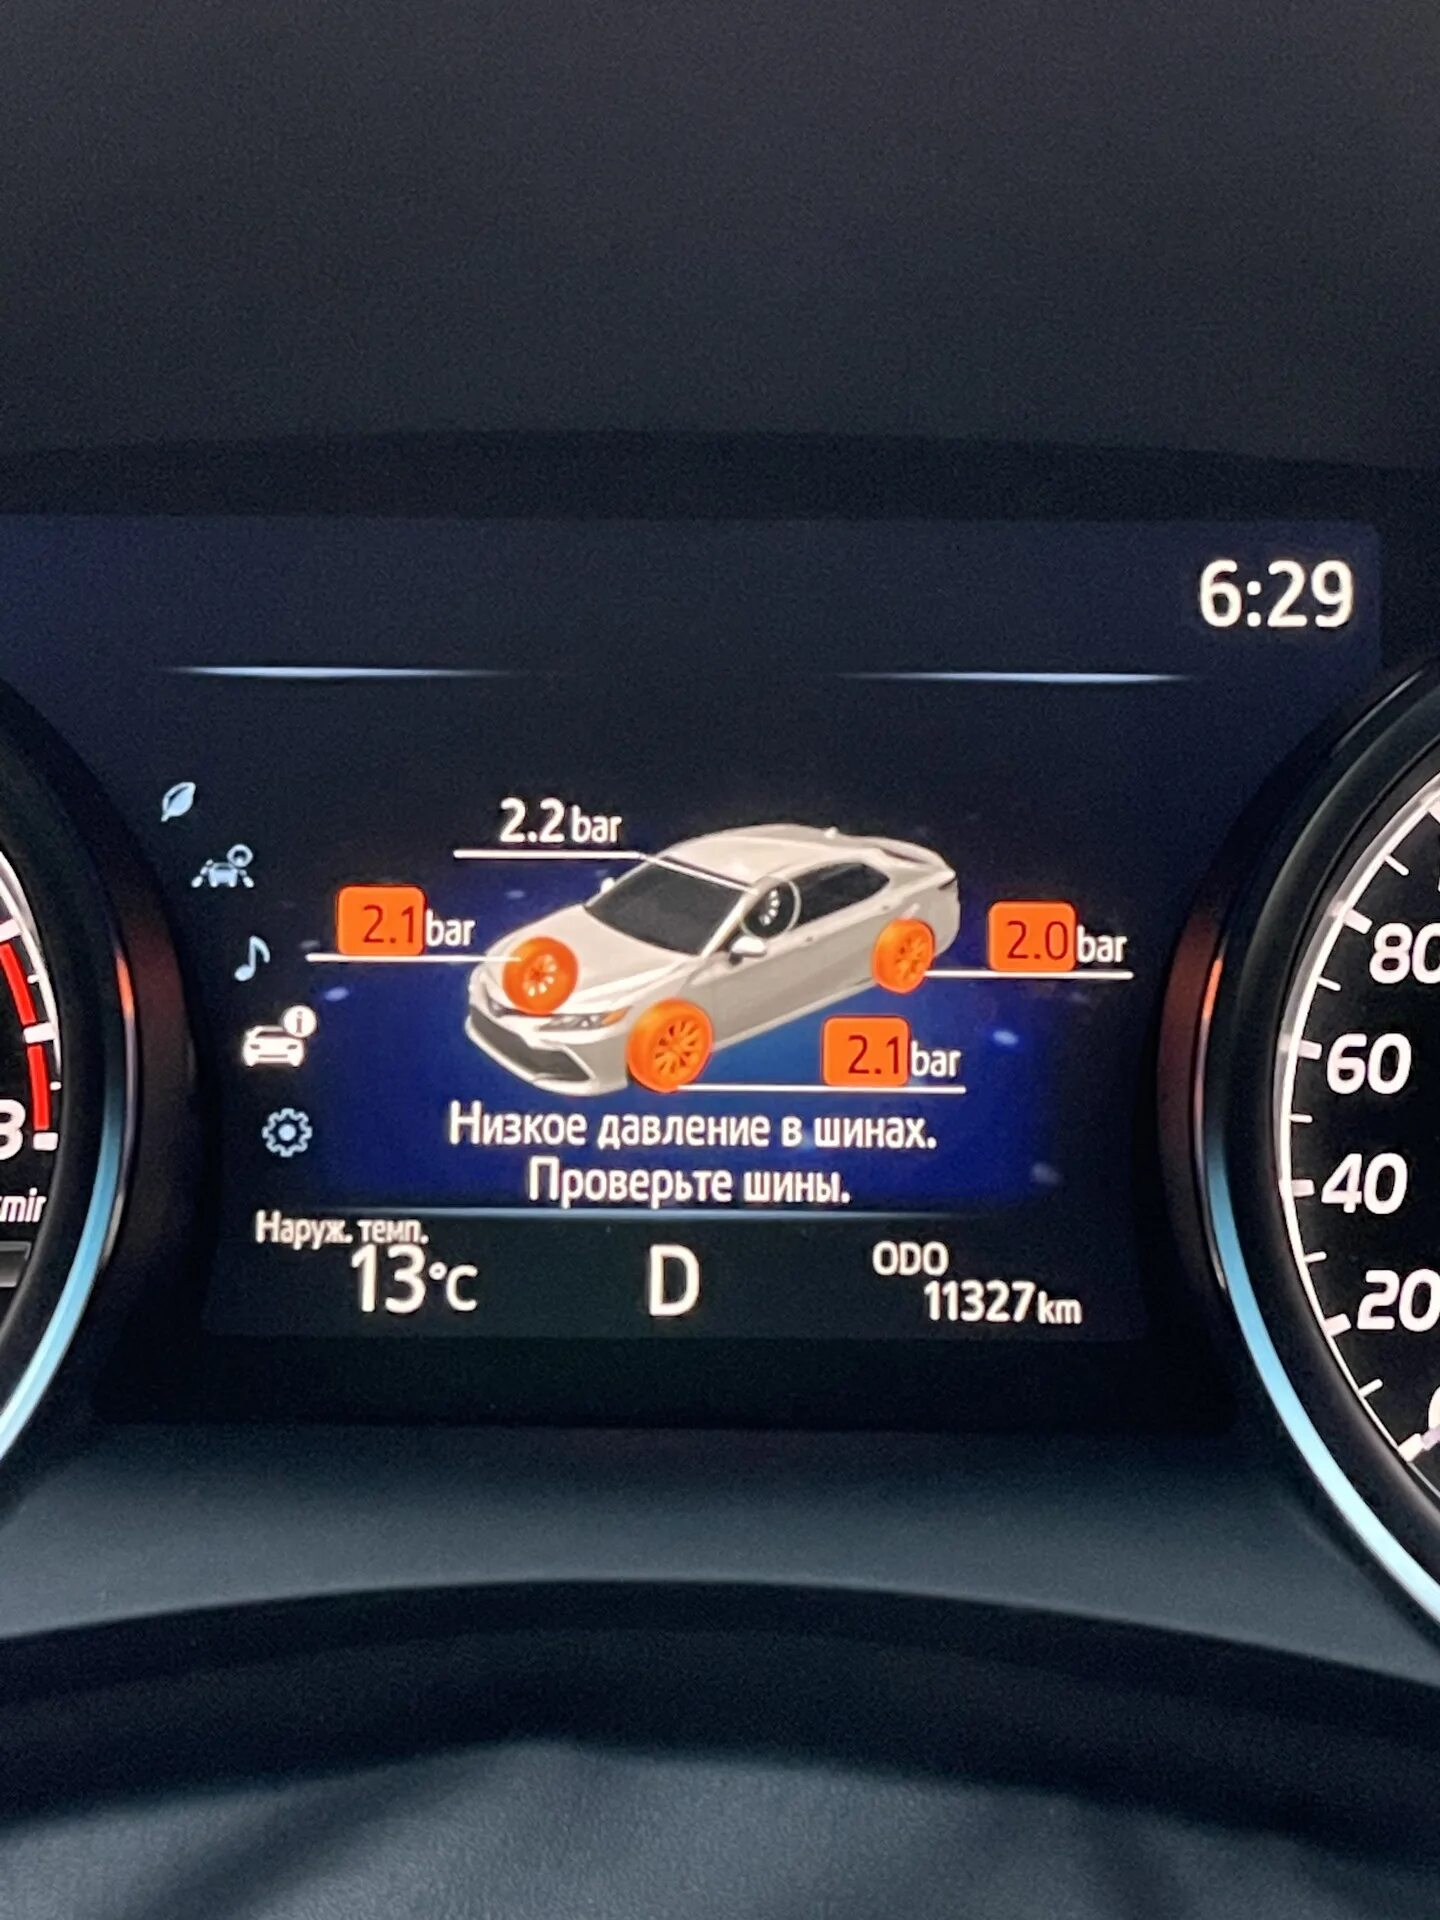 6:29
2.2 bar
2.1 bar
2.0 bar
2.1 bar
Низкое давление в шинах.
Проверьте шины.
Наруж. темп.
13°C
D
ODO
11327 km
80
60
40
20